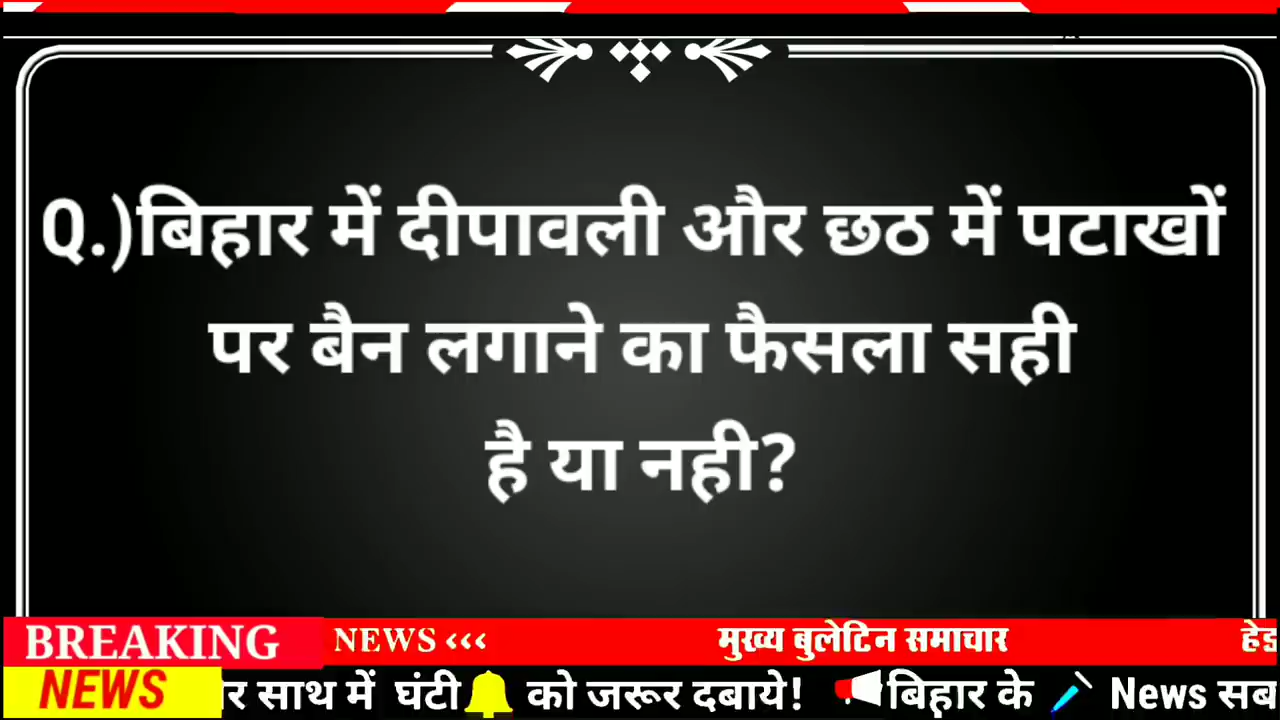 Q.)बिहार में दीपावली और छठ में पटाखों
पर बैन लगाने का फैसला सही
है या नही?
BREAKING
NEWS
NEWS ‹‹‹ मुख्य बुलेटिन समाचार
साथ में घंटी🔔 को जरूर दबाये! 📢बिहार के 🖊 News सब